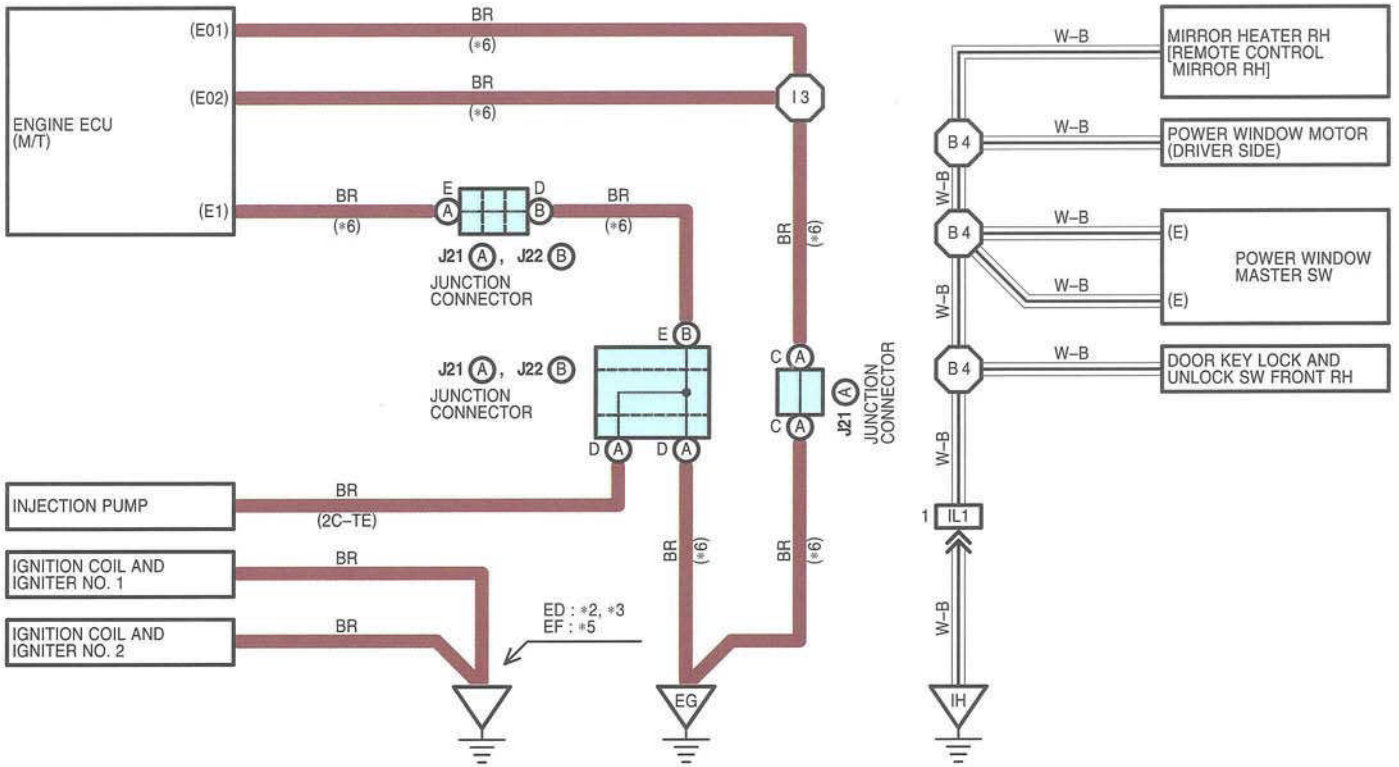 ENGINE ECU
(M/T)
(E01)
BR
(*6)
(E02)
BR
(*6)
I 3
(E1)
BR
(*6)
E
A
D
B
BR
(*6)
J21 A , J22 B
JUNCTION
CONNECTOR
BR
(*6)
E B
J21 A , J22 B
JUNCTION
CONNECTOR
D A
D A
C A
C A
J21 A
JUNCTION
CONNECTOR
INJECTION PUMP
BR
(2C-TE)
IGNITION COIL AND
IGNITER NO. 1
BR
IGNITION COIL AND
IGNITER NO. 2
BR
ED : *2, *3
EF : *5
BR
(*6)
BR
(*6)
EG
W-B
MIRROR HEATER RH
[REMOTE CONTROL
MIRROR RH]
B 4
W-B
POWER WINDOW MOTOR
(DRIVER SIDE)
W-B
B 4
W-B
(E)
W-B
(E)
POWER WINDOW
MASTER SW
W-B
B 4
W-B
DOOR KEY LOCK AND
UNLOCK SW FRONT RH
W-B
1 IL1
W-B
IH